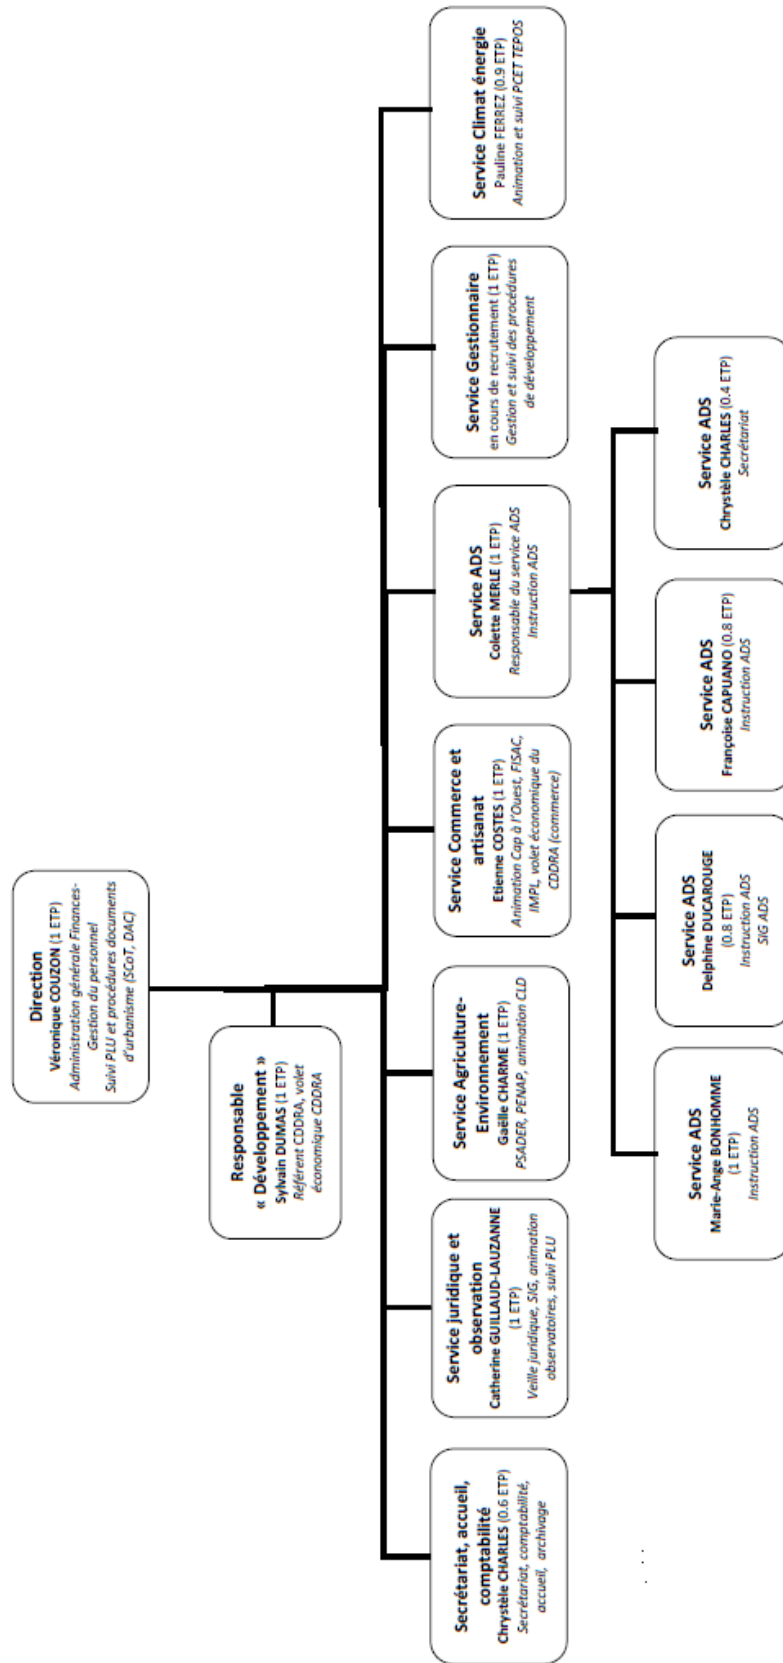 Direction
Véronique COUZON (1 ETP)
Administration générale Finances-
Gestion du personnel
Suivi PLU et procédures documents
d'urbanisme (SCoT, DAC)
Responsable
« Développement »
Sylvain DUMAS (1 ETP)
Référent CDDRA, volet
économique CDDRA
Secrétariat, accueil,
comptabilité
Chrystèle CHARLES (0.6 ETP)
Secrétariat, comptabilité,
accueil, archivage
Service juridique et
observation
Catherine GUILLAUD-LAUZANNE
(1 ETP)
Veille juridique, SIG, animation
observatoires, suivi PLU
Service Agriculture-
Environnement
Gaëlle CHARME (1 ETP)
PSADER, PENAP, animation CLD
Service Commerce et
artisanat
Etienne COSTES (1 ETP)
Animation Cap à l'Ouest, FISAC,
IMPL, volet économique du
CDDRA (commerce)
Service ADS
Colette MERLE (1 ETP)
Responsable du service ADS
Instruction ADS
Service Gestionnaire
en cours de recrutement (1 ETP)
Gestion et suivi des procédures
de développement
Service Climat énergie
Pauline FERREZ (0.9 ETP)
Animation et suivi PCET TEPOS
Service ADS
Marie-Ange BONHOMME
(1 ETP)
Instruction ADS
Service ADS
Delphine DUCAROUGE
(0.8 ETP)
Instruction ADS
SIG ADS
Service ADS
Françoise CAPUANO (0.8 ETP)
Instruction ADS
Service ADS
Chrystèle CHARLES (0.4 ETP)
Secrétariat